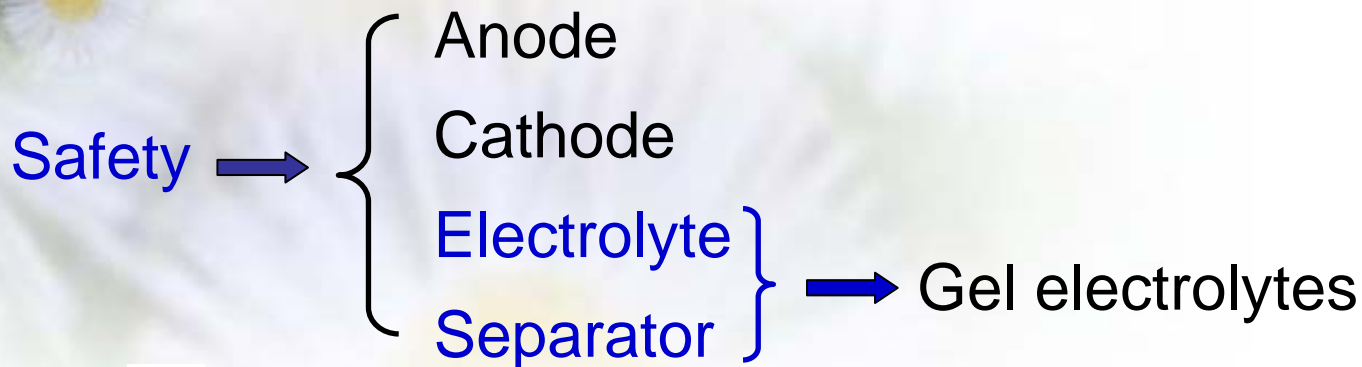 Anode
Cathode
Safety
Electrolyte
Gel electrolytes
Separator